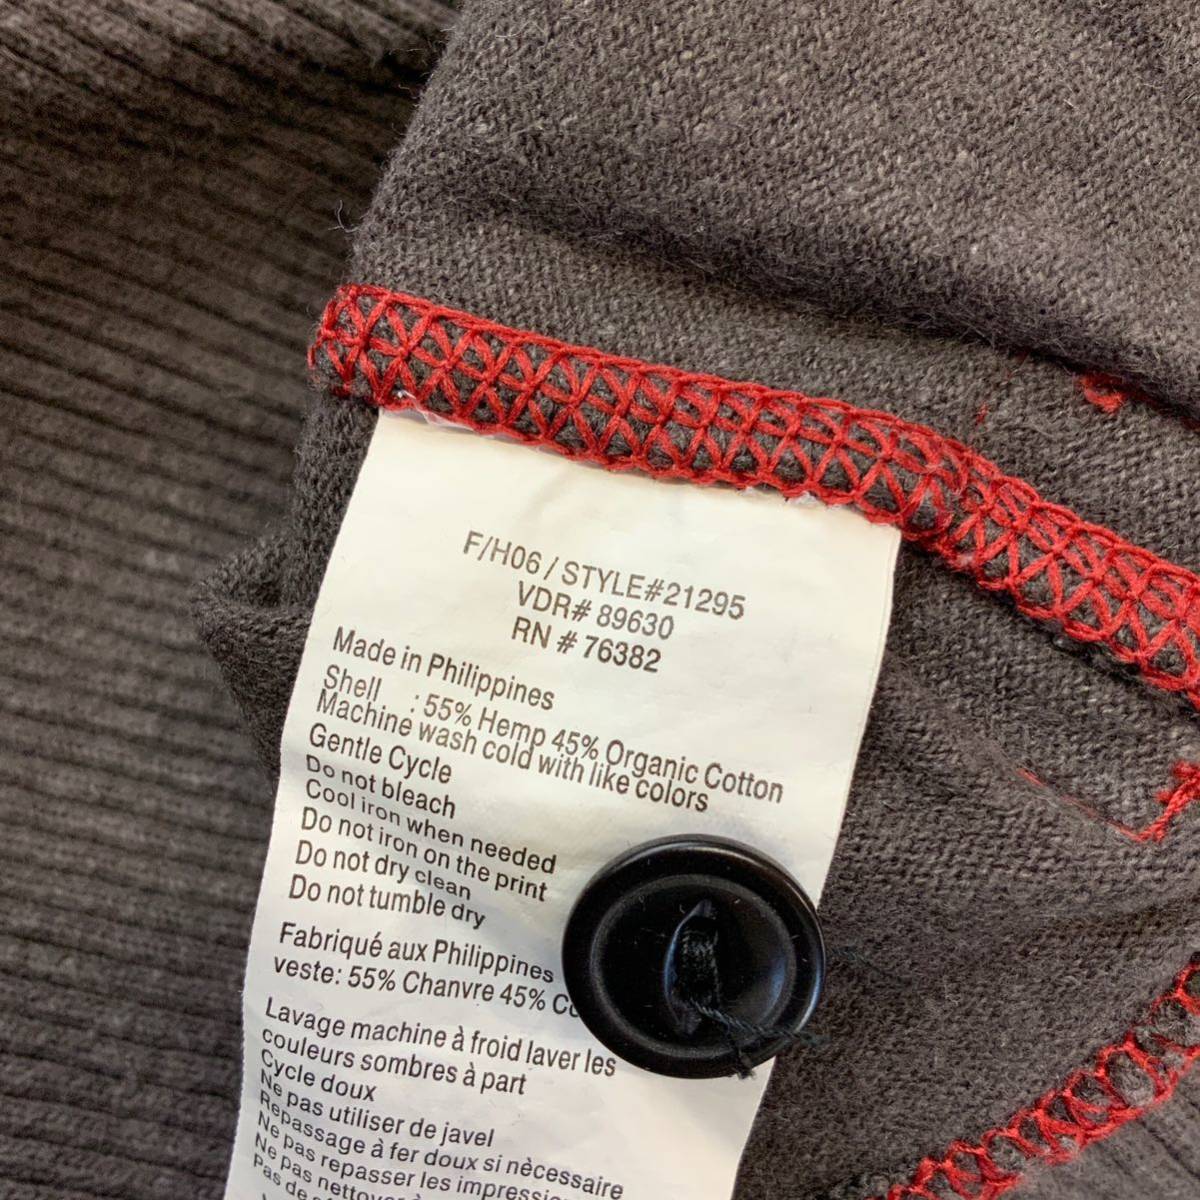 F/H06 / STYLE#21295
VDR# 89630
RN # 76382
Made in Philippines
Shell : 55% Hemp 45% Organic Cotton
Machine wash cold with like colors
Gentle Cycle
Do not bleach
Cool iron when needed
Do not iron on the print
Do not dry clean
Do not tumble dry
Fabriqué aux Philippines
veste: 55% Chanvre 45%
Lavage machine à froid laver les
couleurs sombres à part
Cycle doux
Ne pas utiliser de javel
Repassage à fer doux si nècessaire
Ne pas repasser les
Ne pas
Pas de